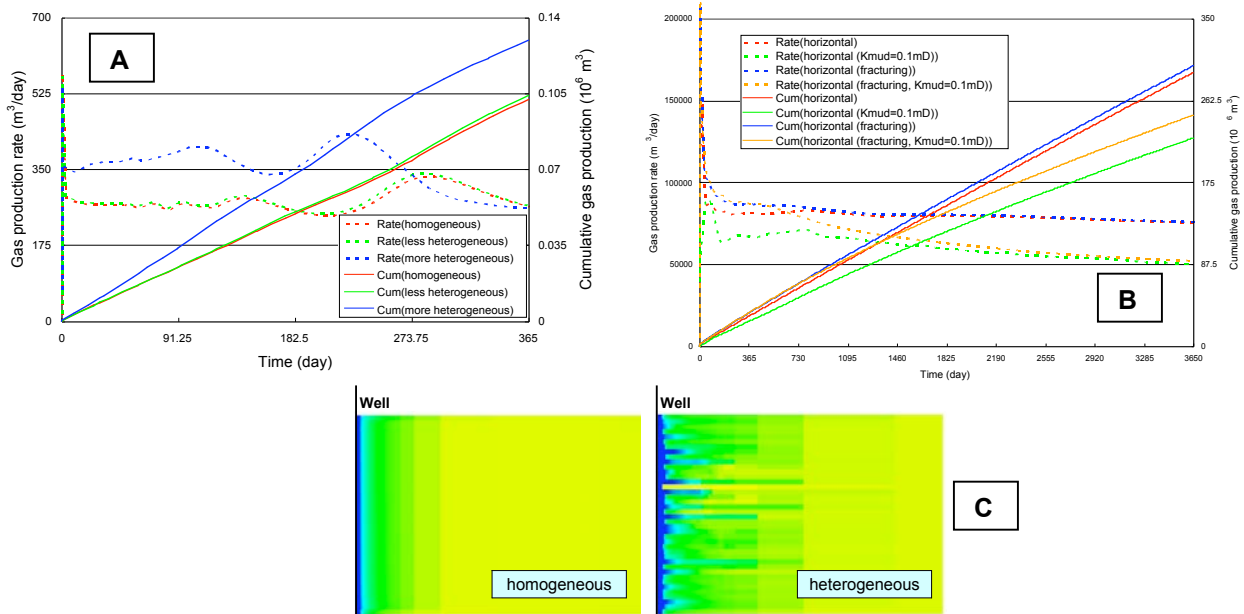 A
700
525
350
175
0
0.14
0.105
0.07
0.035
0
Gas production rate (m3/day)
Cumulative gas production (10^6 m3)
Rate(homogeneous)
Rate(less heterogeneous)
Rate(more heterogeneous)
Cum(homogeneous)
Cum(less heterogeneous)
Cum(more heterogeneous)
0 91.25 182.5 273.75 365
Time (day)
B
200000
150000
100000
50000
0
350
262.5
175
87.5
0
Gas production rate (m3/day)
Cumulative gas production (10^6 m3)
Rate(horizontal)
Rate(horizontal (Kmud=0.1mD))
Rate(horizontal (fracturing))
Rate(horizontal (fracturing, Kmud=0.1mD))
Cum(horizontal)
Cum(horizontal (Kmud=0.1mD))
Cum(horizontal (fracturing))
Cum(horizontal (fracturing, Kmud=0.1mD))
0 365 730 1095 1460 1825 2190 2555 2920 3285 3650
Time (day)
Well
homogeneous
Well
heterogeneous
C